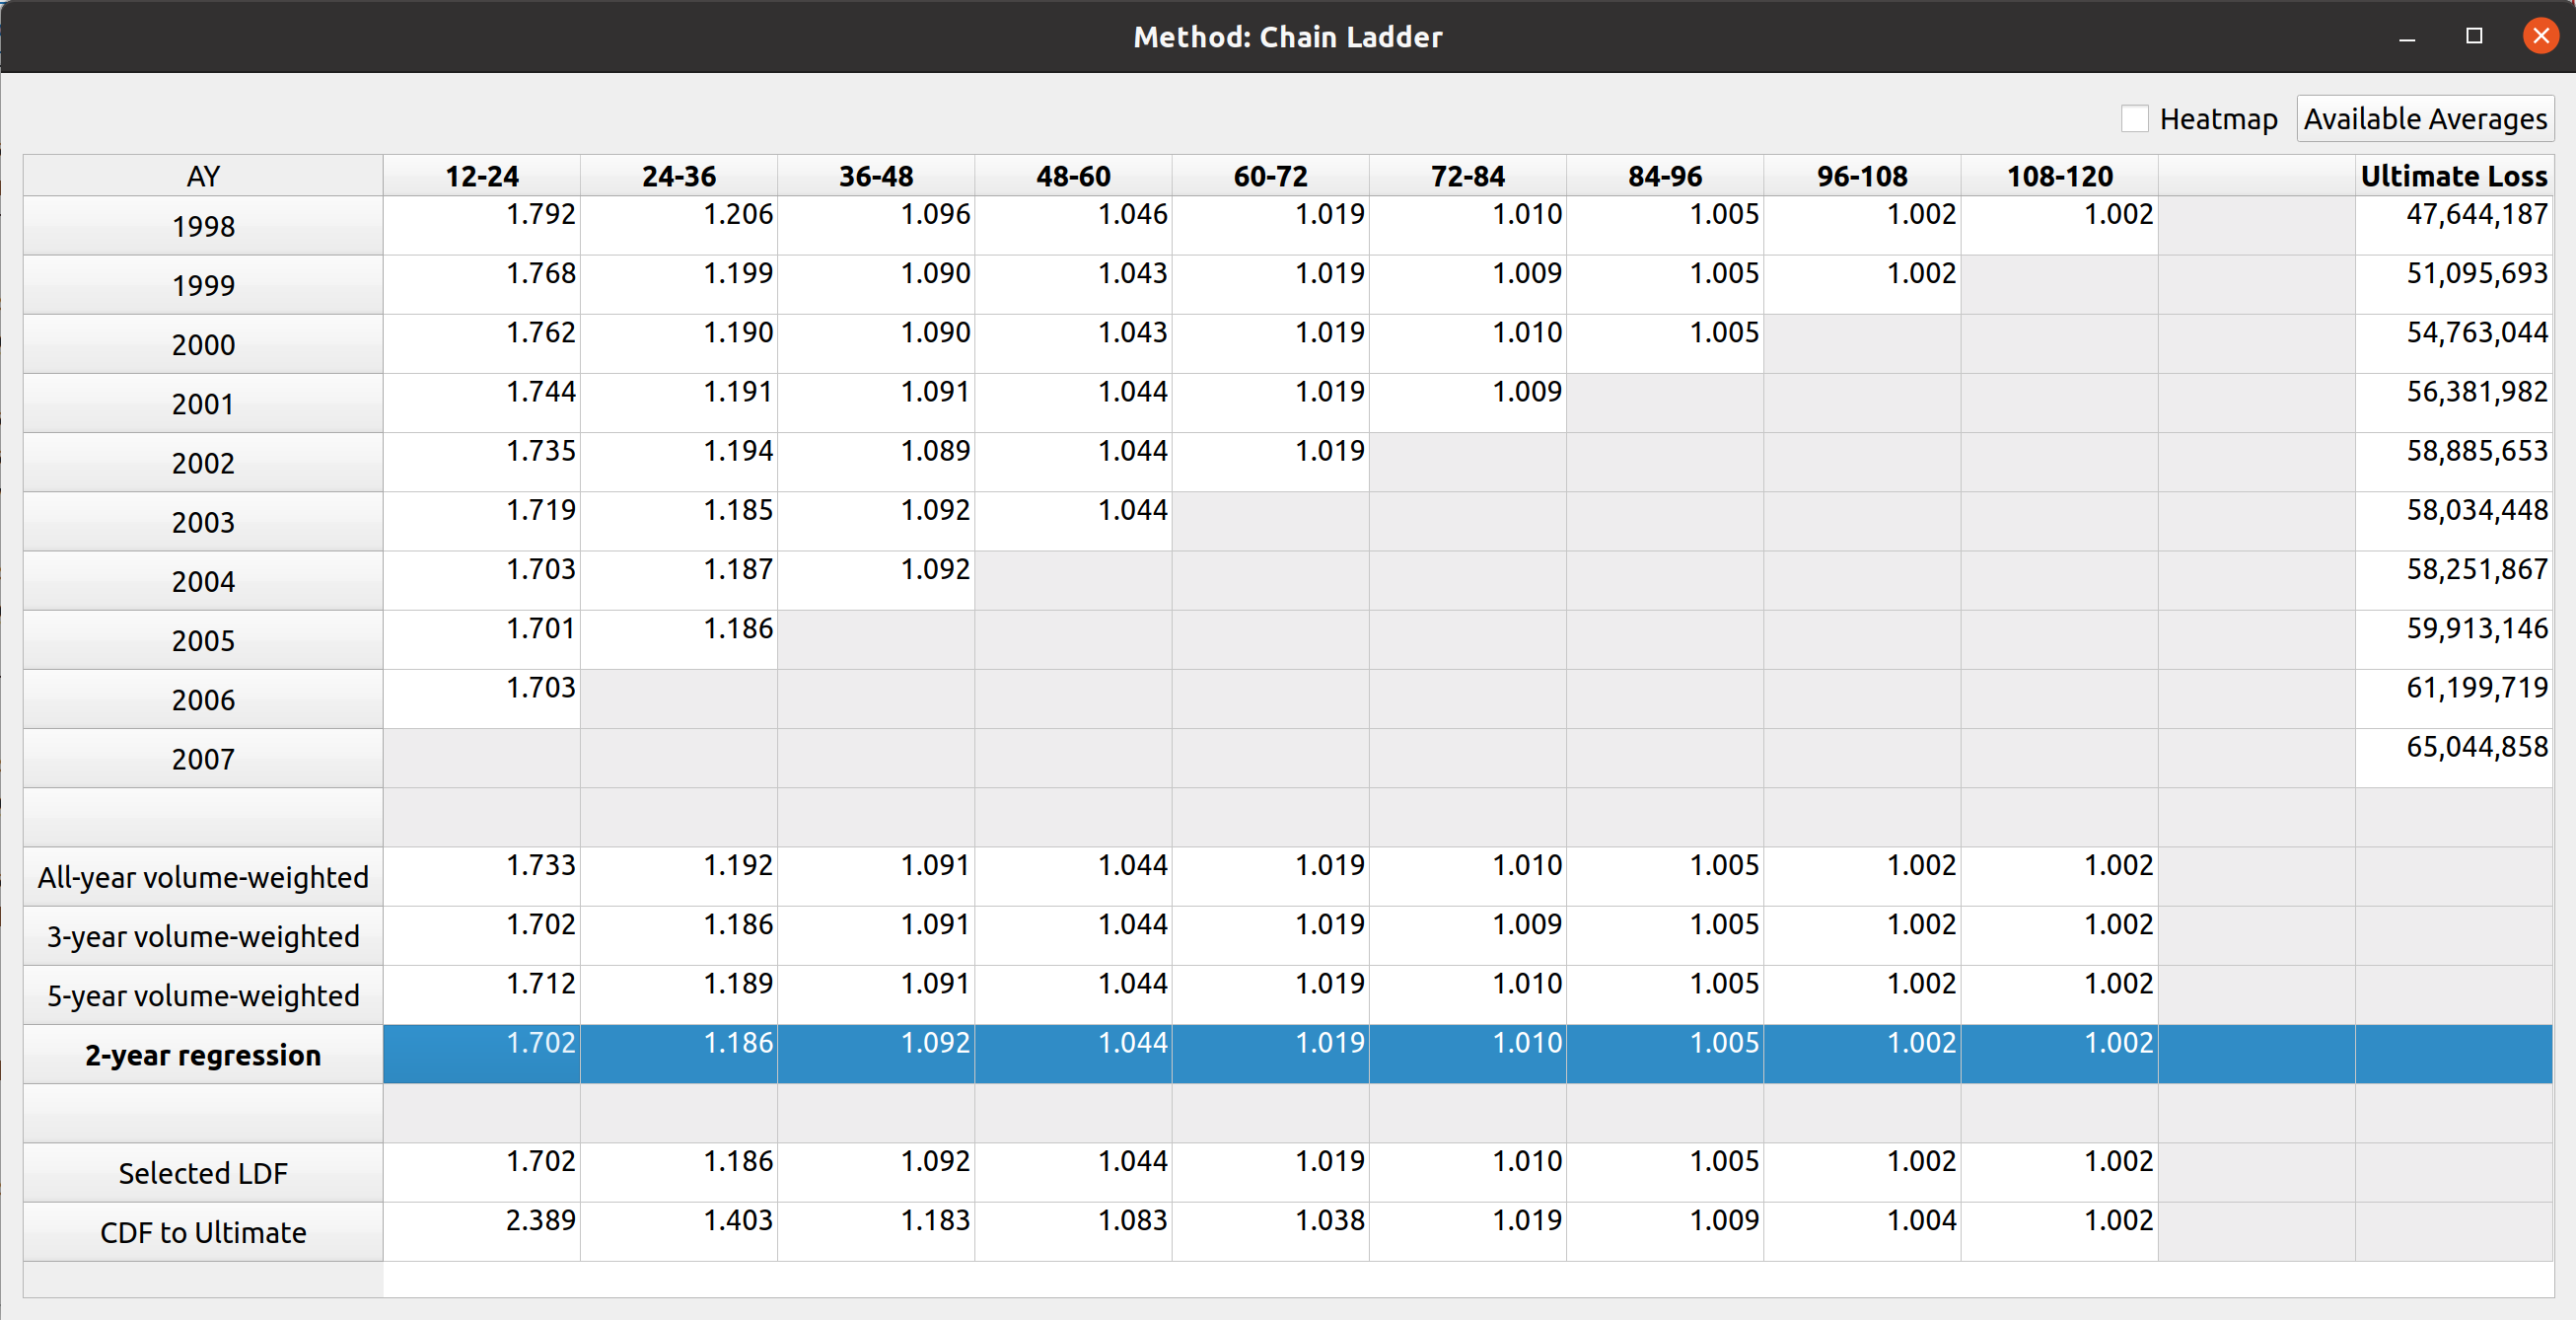 Method: Chain Ladder
Heatmap Available Averages
AY 12-24 24-36 36-48 48-60 60-72 72-84 84-96 96-108 108-120 Ultimate Loss
1998 1.792 1.206 1.096 1.046 1.019 1.010 1.005 1.002 1.002 47,644,187
1999 1.768 1.199 1.090 1.043 1.019 1.009 1.005 1.002 51,095,693
2000 1.762 1.190 1.090 1.043 1.019 1.010 1.005 54,763,044
2001 1.744 1.191 1.091 1.044 1.019 1.009 56,381,982
2002 1.735 1.194 1.089 1.044 1.019 58,885,653
2003 1.719 1.185 1.092 1.044 58,034,448
2004 1.703 1.187 1.092 58,251,867
2005 1.701 1.186 59,913,146
2006 1.703 61,199,719
2007 65,044,858
All-year volume-weighted 1.733 1.192 1.091 1.044 1.019 1.010 1.005 1.002 1.002
3-year volume-weighted 1.702 1.186 1.091 1.044 1.019 1.009 1.005 1.002 1.002
5-year volume-weighted 1.712 1.189 1.091 1.044 1.019 1.010 1.005 1.002 1.002
2-year regression 1.702 1.186 1.092 1.044 1.019 1.010 1.005 1.002 1.002
Selected LDF 1.702 1.186 1.092 1.044 1.019 1.010 1.005 1.002 1.002
CDF to Ultimate 2.389 1.403 1.183 1.083 1.038 1.019 1.009 1.004 1.002